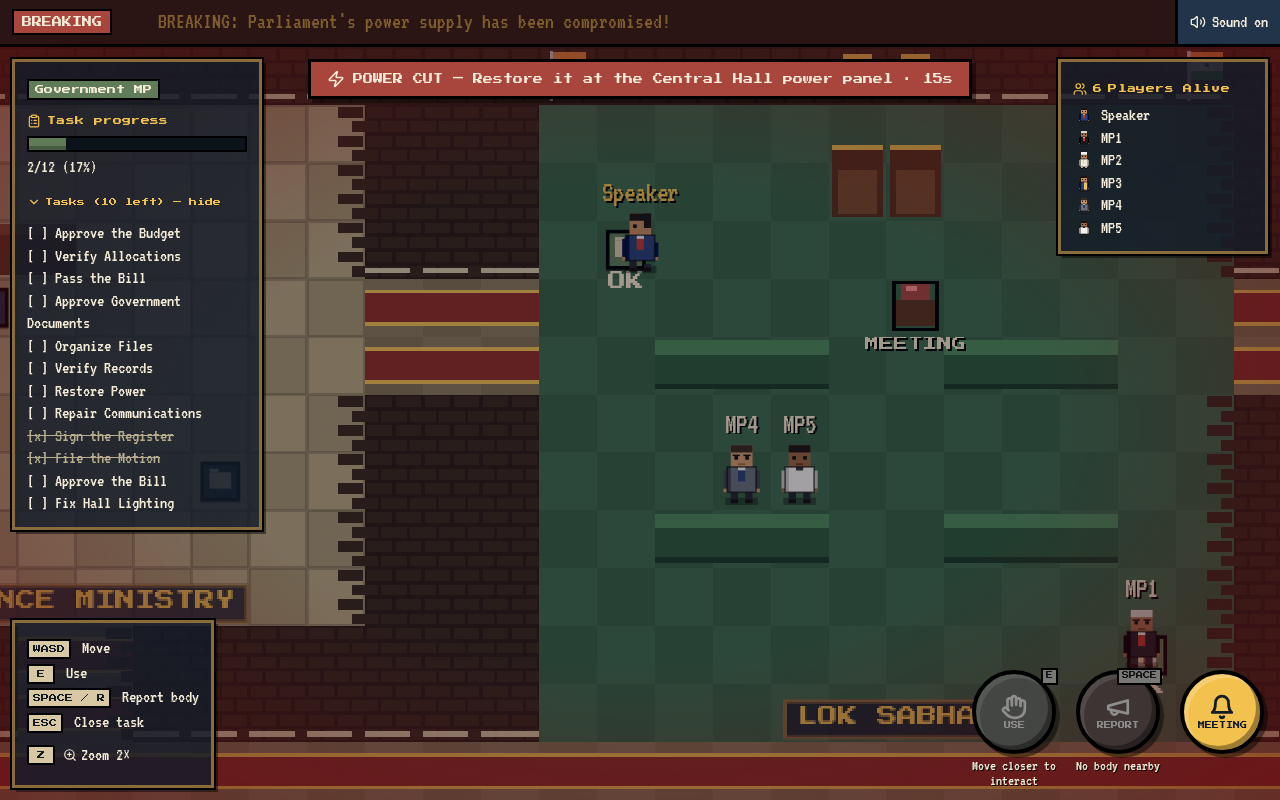 BREAKING
BREAKING: Parliament's power supply has been compromised!
Sound on
POWER CUT — Restore it at the Central Hall power panel · 15s
Government MP
Task progress
2/12 (17%)
Tasks (10 left) — hide
[ ] Approve the Budget
[ ] Verify Allocations
[ ] Pass the Bill
[ ] Approve Government
Documents
[ ] Organize Files
[ ] Verify Records
[ ] Restore Power
[ ] Repair Communications
[x] Sign the Register
[x] File the Motion
[ ] Approve the Bill
[ ] Fix Hall Lighting
6 Players Alive
Speaker
MP1
MP2
MP3
MP4
MP5
Speaker
OK
MEETING
MP4
MP5
MP1
NCE MINISTRY
LOK SABHA
WASD Move
E Use
SPACE / R Report body
ESC Close task
Z Zoom 2X
E
USE
Move closer to
interact
SPACE
REPORT
No body nearby
MEETING